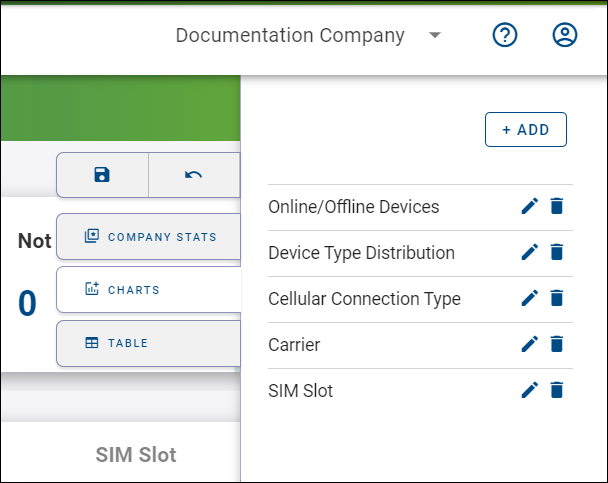 Documentation Company
+ ADD
Not
0
COMPANY STATS
CHARTS
TABLE
Online/Offline Devices
Device Type Distribution
Cellular Connection Type
Carrier
SIM Slot
SIM Slot